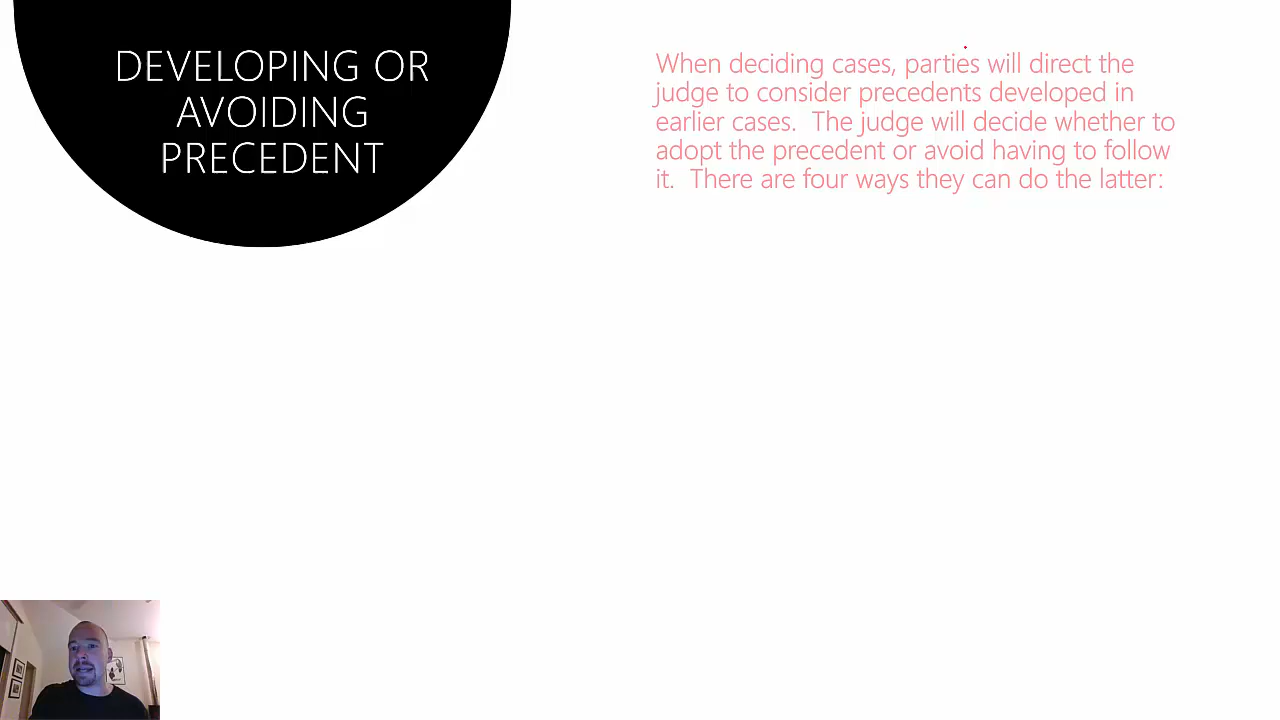 DEVELOPING OR
AVOIDING
PRECEDENT
When deciding cases, parties will direct the
judge to consider precedents developed in
earlier cases.  The judge will decide whether to
adopt the precedent or avoid having to follow
it.  There are four ways they can do the latter: